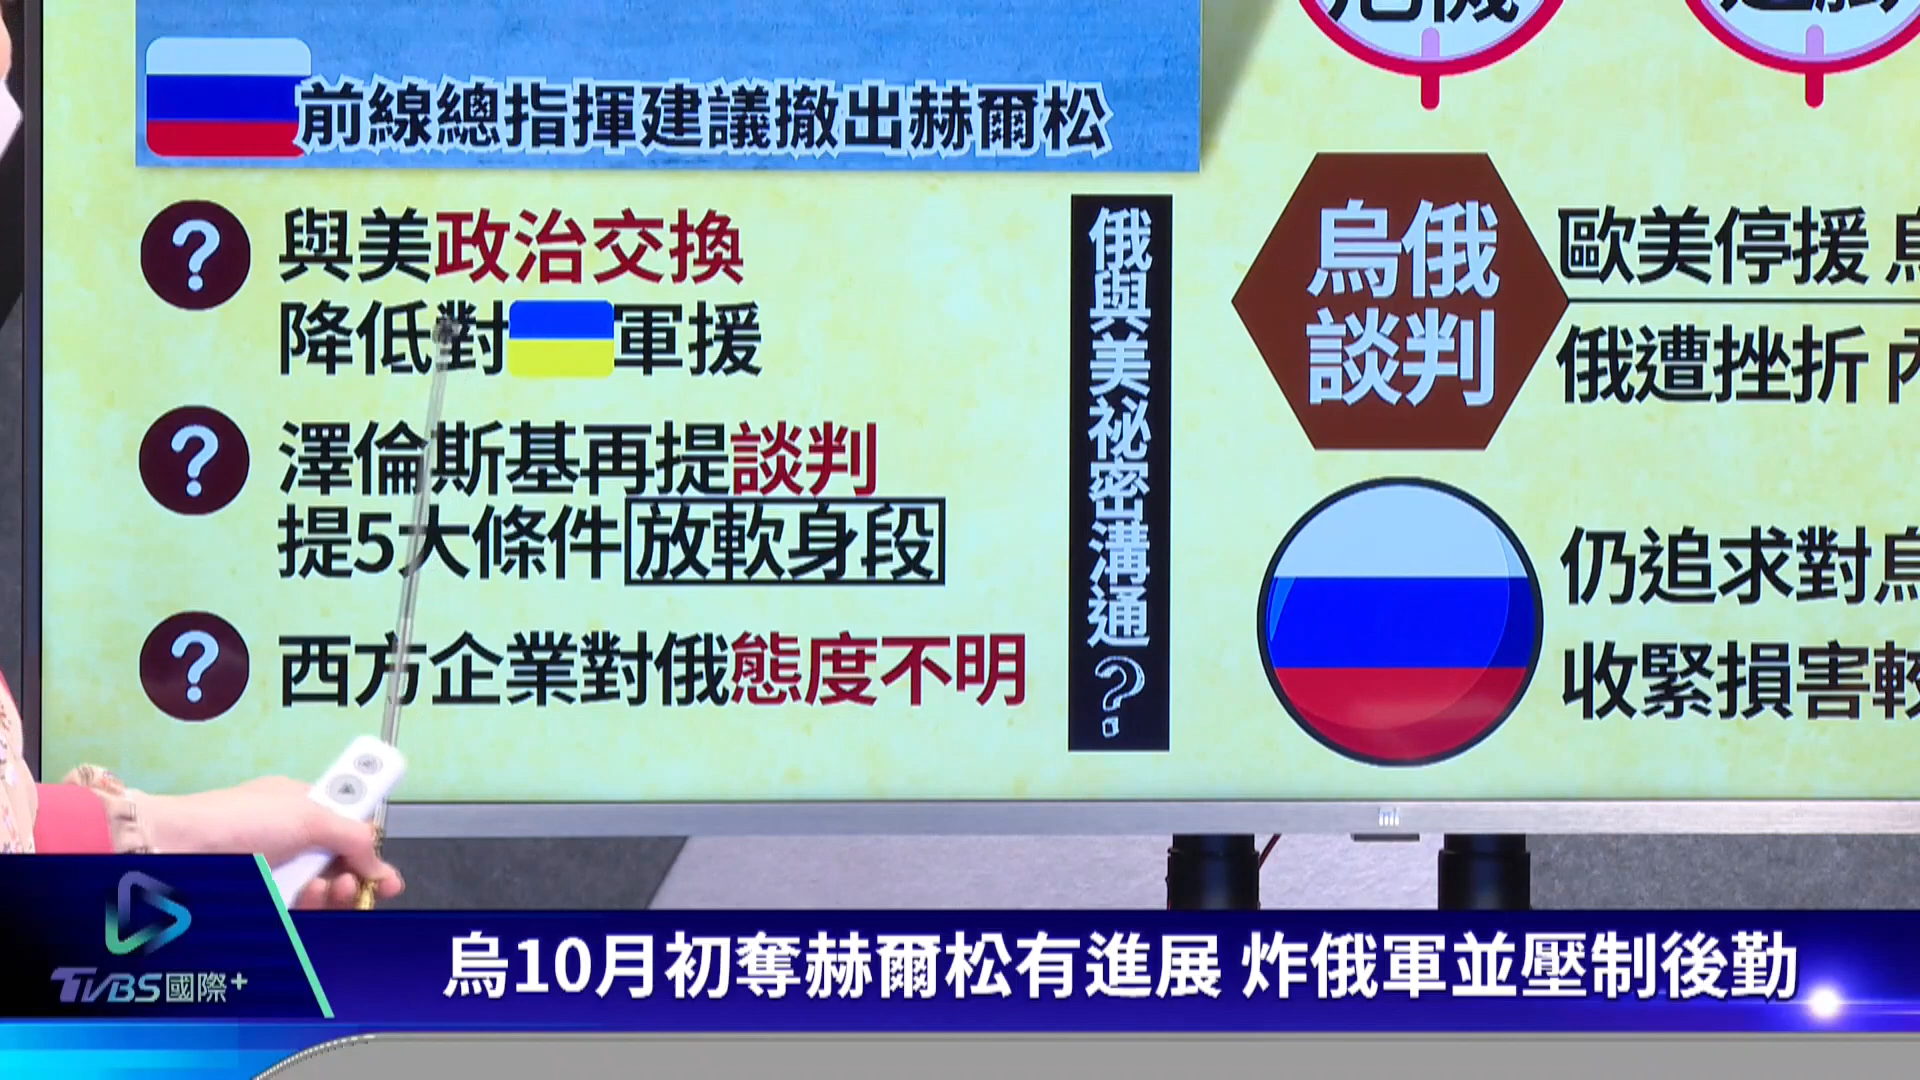 前線總指揮建議撤出赫爾松
與美政治交換
降低對軍援
澤倫斯基再提談判
提5大條件放軟身段
西方企業對俄態度不明
俄與美祕密溝通?
烏俄
談判
歐美停援
俄遭挫折
仍追求對烏
收緊損害較
mi
TVBS國際+
烏10月初奪赫爾松有進展 炸俄軍並壓制後勤